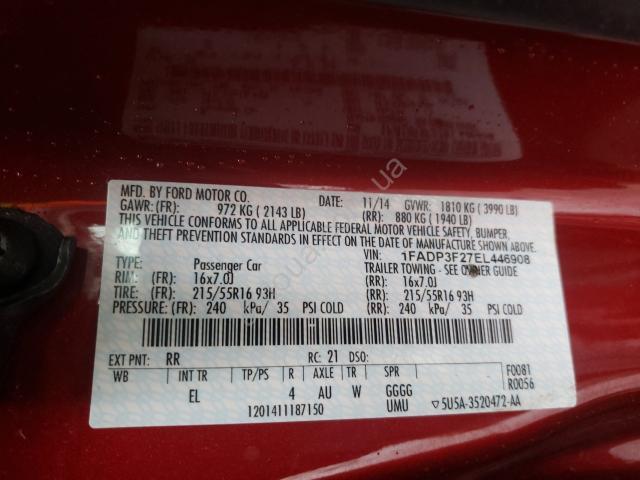 MFD. BY FORD MOTOR CO. DATE: 11/14 GVWR: 1810 KG ( 3990 LB)
GAWR: (FR): 972 KG ( 2143 LB) (RR): 880 KG ( 1940 LB)
THIS VEHICLE CONFORMS TO ALL APPLICABLE FEDERAL MOTOR VEHICLE SAFETY, BUMPER,
AND THEFT PREVENTION STANDARDS IN EFFECT ON THE DATE OF MANUFACTURE SHOWN ABOVE.
VIN: 1FADP3F27EL446908
TYPE: Passenger Car TRAILER TOWING - SEE OWNER GUIDE
RIM: (FR): 16x7.0J (RR): 16x7.0J
TIRE: (FR): 215/55R16 93H (RR): 215/55R16 93H
PRESSURE: (FR): 240 kPa/ 35 PSI COLD (RR): 240 kPa/ 35 PSI COLD
EXT PNT: RR RC: 21 DSO:
WB INT TR TP/PS R AXLE TR SPR F0081
EL 4 AU W GGGG R0056
1201411187150 UMU 5U5A-3520472-AA